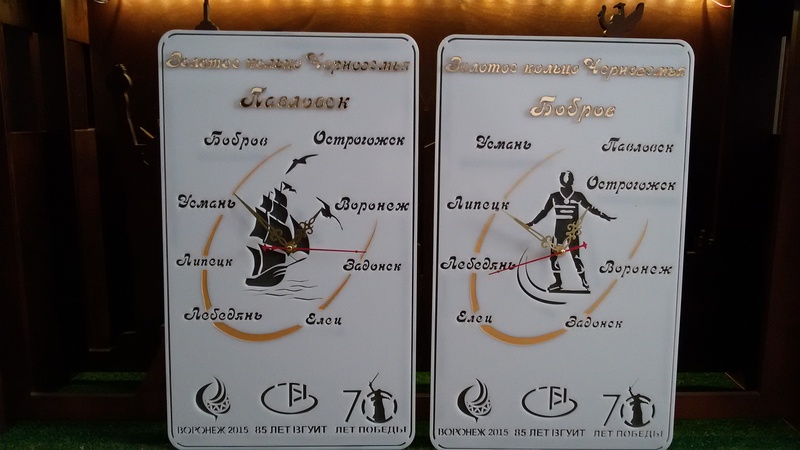 Золотое кольцо Черноземья
Павловск
Бобров Острогожск
Усмань Воронеж
Липецк Задонск
Лебедянь Елец
70
ВОРОНЕЖ 2015 85 ЛЕТ ВГУИТ ЛЕТ ПОБЕДЫ
Золотое кольцо Черноземья
Бобров
Усмань Павловск
Острогожск
Липецк
Лебедянь Воронеж
Елец Задонск
70
ВОРОНЕЖ 2015 85 ЛЕТ ВГУИТ ЛЕТ ПОБЕДЫ